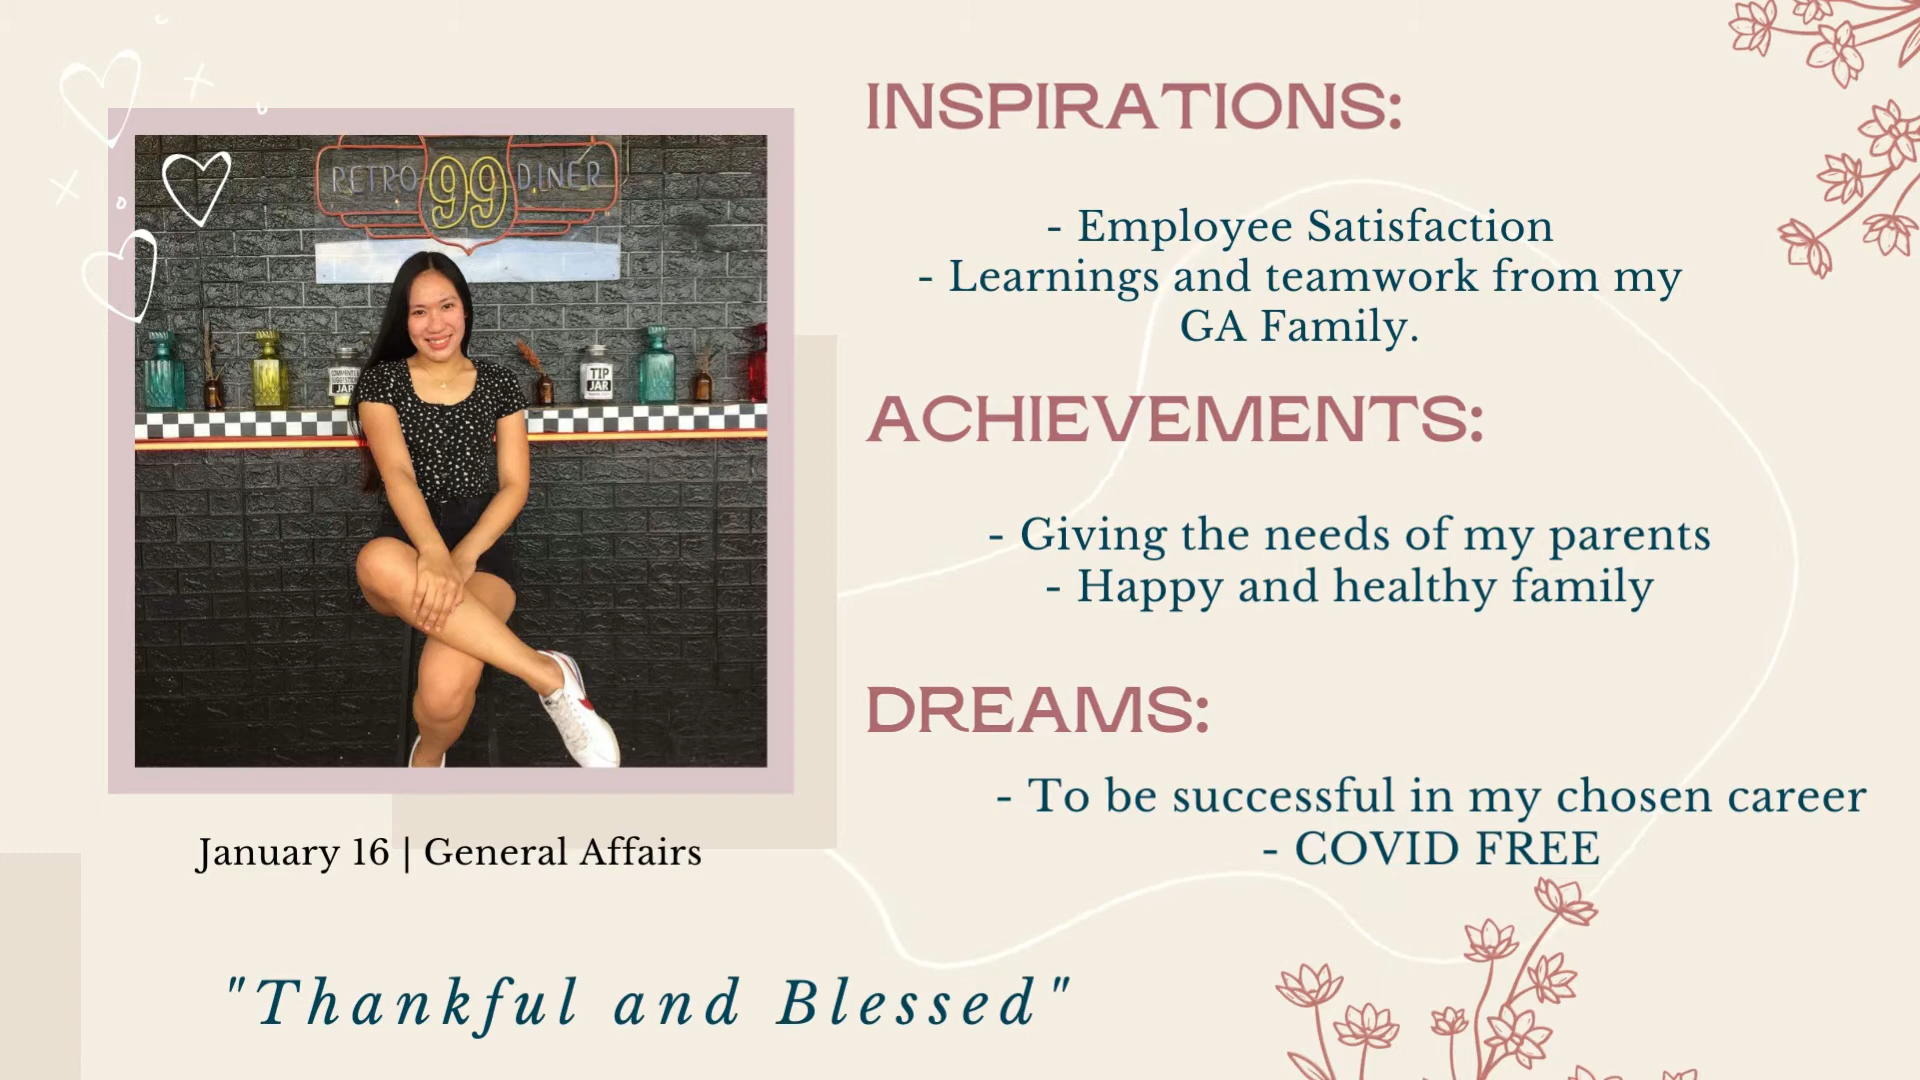 RETRO 99 DINER
TIP
JAR
January 16 | General Affairs
"Thankful and Blessed"
INSPIRATIONS:
- Employee Satisfaction
- Learnings and teamwork from my
GA Family.
ACHIEVEMENTS:
- Giving the needs of my parents
- Happy and healthy family
DREAMS:
- To be successful in my chosen career
- COVID FREE